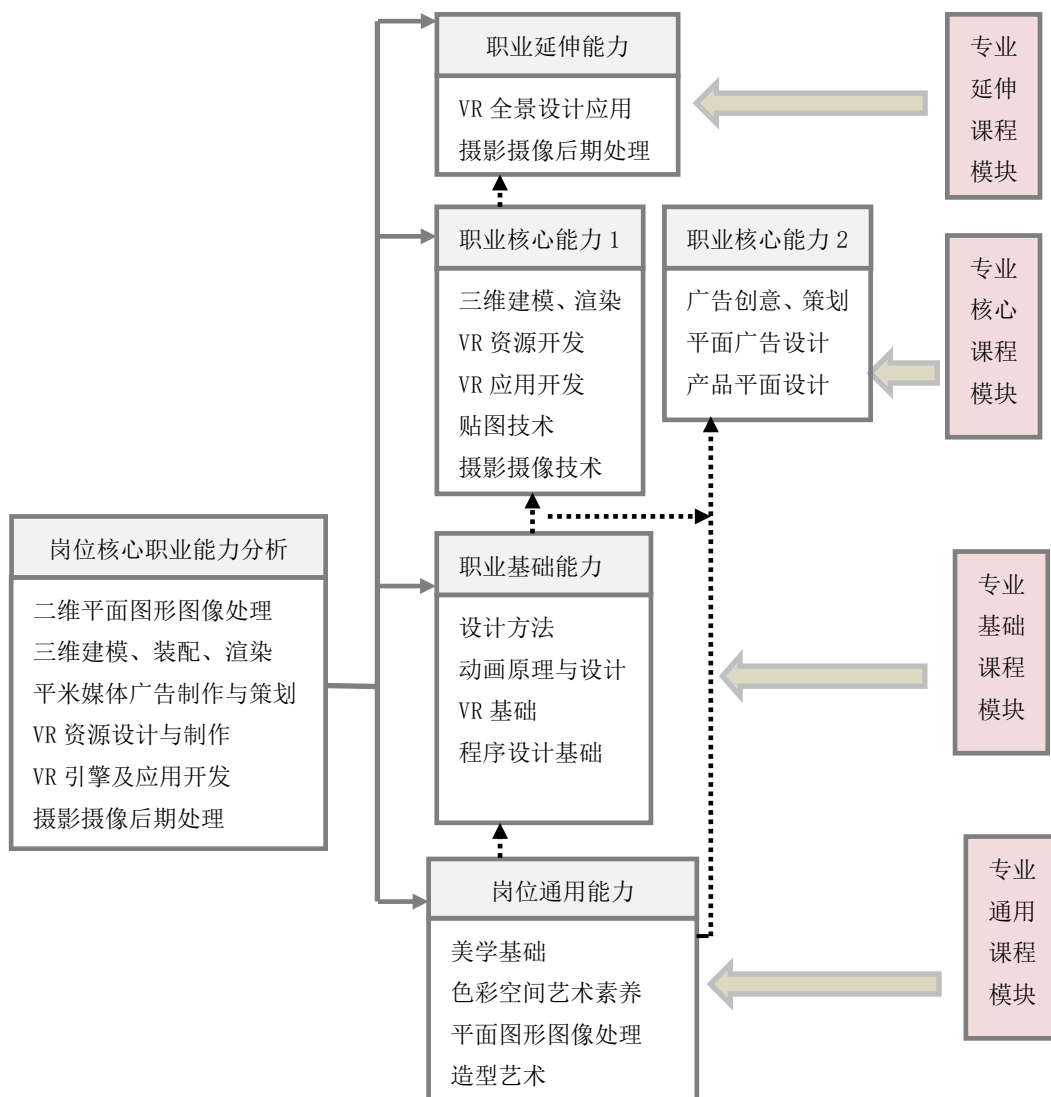 职业延伸能力
VR 全景设计应用
摄影摄像后期处理
专业
延伸
课程
模块
职业核心能力 1
三维建模、渲染
VR 资源开发
VR 应用开发
贴图技术
摄影摄像技术
职业核心能力 2
广告创意、策划
平面广告设计
产品平面设计
专业
核心
课程
模块
岗位核心职业能力分析
二维平面图形图像处理
三维建模、装配、渲染
平米媒体广告制作与策划
VR 资源设计与制作
VR 引擎及应用开发
摄影摄像后期处理
职业基础能力
设计方法
动画原理与设计
VR 基础
程序设计基础
专业
基础
课程
模块
岗位通用能力
美学基础
色彩空间艺术素养
平面图形图像处理
造型艺术
专业
通用
课程
模块